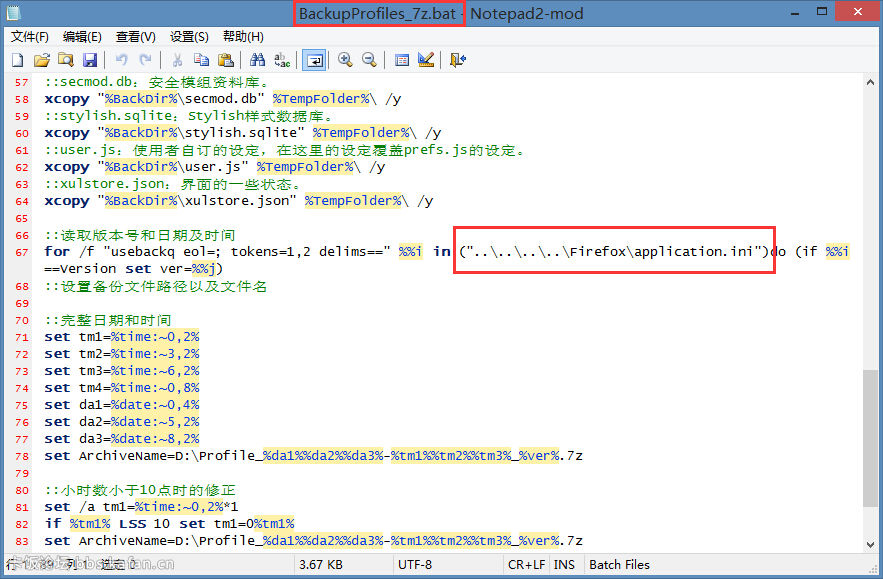 BackupProfiles_7z.bat - Notepad2-mod
文件(F) 编辑(E) 查看(V) 设置(S) 帮助(H)
57 ::secmod.db：安全模组资料库。
58 xcopy "%BackDir%\secmod.db" %TempFolder%\ /y
59 ::stylish.sqlite：Stylish样式数据库。
60 xcopy "%BackDir%\stylish.sqlite" %TempFolder%\ /y
61 ::user.js：使用者自订的设定，在这里的设定覆盖prefs.js的设定。
62 xcopy "%BackDir%\user.js" %TempFolder%\ /y
63 ::xulstore.json：界面的一些状态。
64 xcopy "%BackDir%\xulstore.json" %TempFolder%\ /y
65
66 ::读取版本号和日期及时间
67 for /f "usebackq eol=; tokens=1,2 delims==" %%i in ("..\..\..\..\Firefox\application.ini")do (if %%i
==Version set ver=%%j)
68 ::设置备份文件路径以及文件名
69
70 ::完整日期和时间
71 set tm1=%time:~0,2%
72 set tm2=%time:~3,2%
73 set tm3=%time:~6,2%
74 set tm4=%time:~0,8%
75 set da1=%date:~0,4%
76 set da2=%date:~5,2%
77 set da3=%date:~8,2%
78 set ArchiveName=D:\Profile_%da1%%da2%%da3%-%tm1%%tm2%%tm3%_%ver%.7z
79
80 ::小时数小于10点时的修正
81 set /a tm1=%time:~0,2%*1
82 if %tm1% LSS 10 set tm1=0%tm1%
83 set ArchiveName=D:\Profile_%da1%%da2%%da3%-%tm1%%tm2%%tm3%_%ver%.7z
卡饭论坛 bbs.kafan.cn
3.67 KB UTF-8 CR+LF INS Batch Files